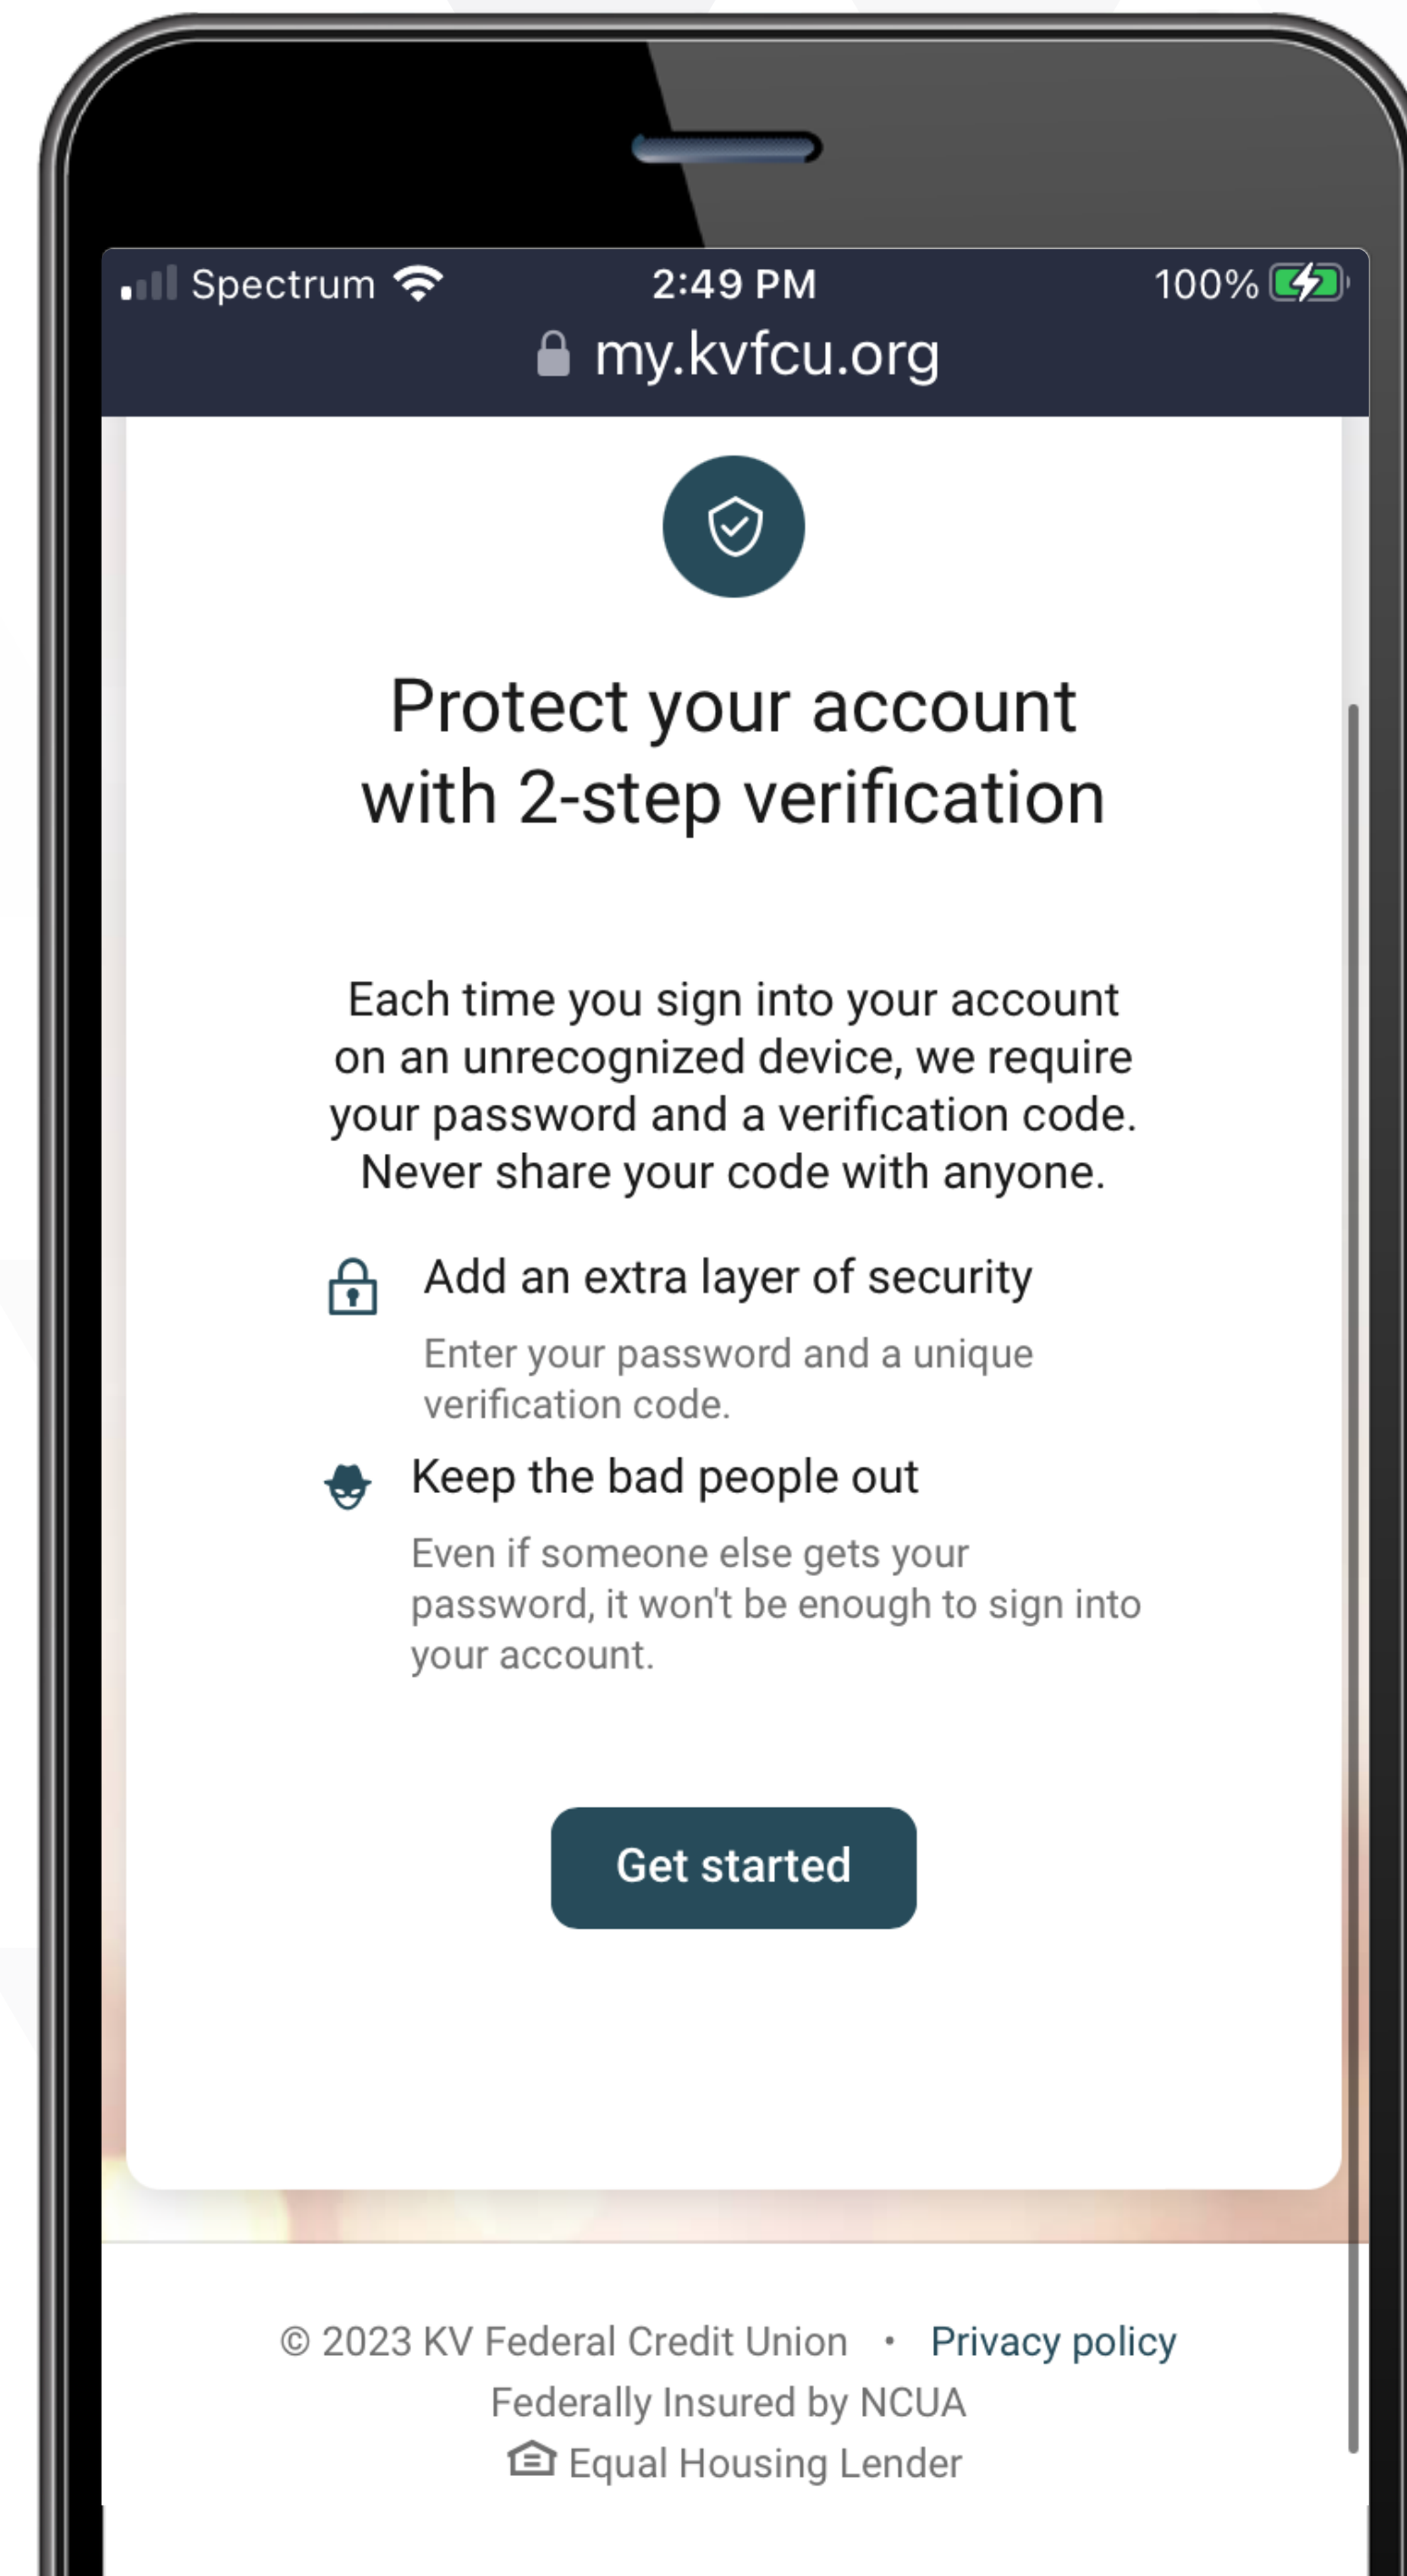 Spectrum 2:49 PM 100%
my.kvfcu.org
Protect your account
with 2-step verification
Each time you sign into your account
on an unrecognized device, we require
your password and a verification code.
Never share your code with anyone.
Add an extra layer of security
Enter your password and a unique
verification code.
Keep the bad people out
Even if someone else gets your
password, it won't be enough to sign into
your account.
Get started
© 2023 KV Federal Credit Union • Privacy policy
Federally Insured by NCUA
Equal Housing Lender